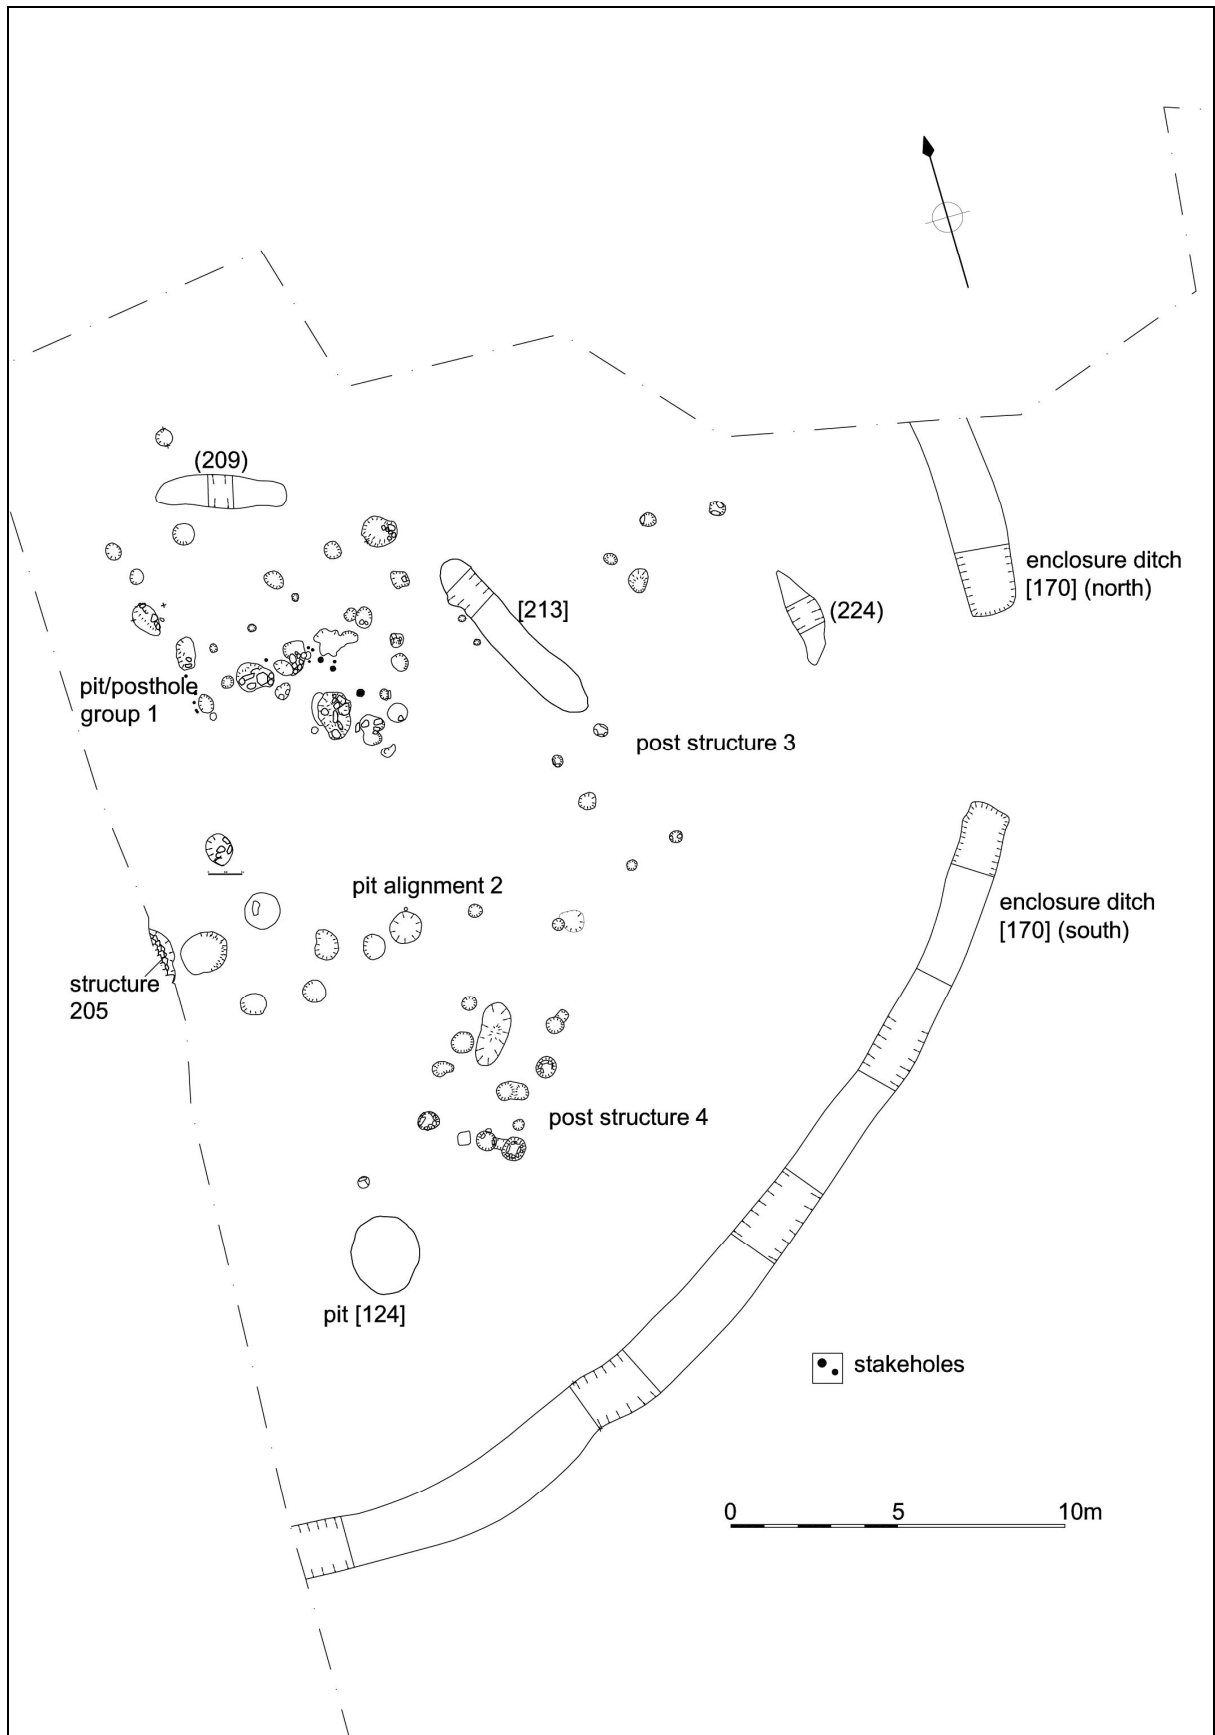 (209)
enclosure ditch
[170] (north)
[213]
(224)
pit/posthole
group 1
post structure 3
pit alignment 2
enclosure ditch
[170] (south)
structure
205
post structure 4
pit [124]
stakeholes
0 5 10m